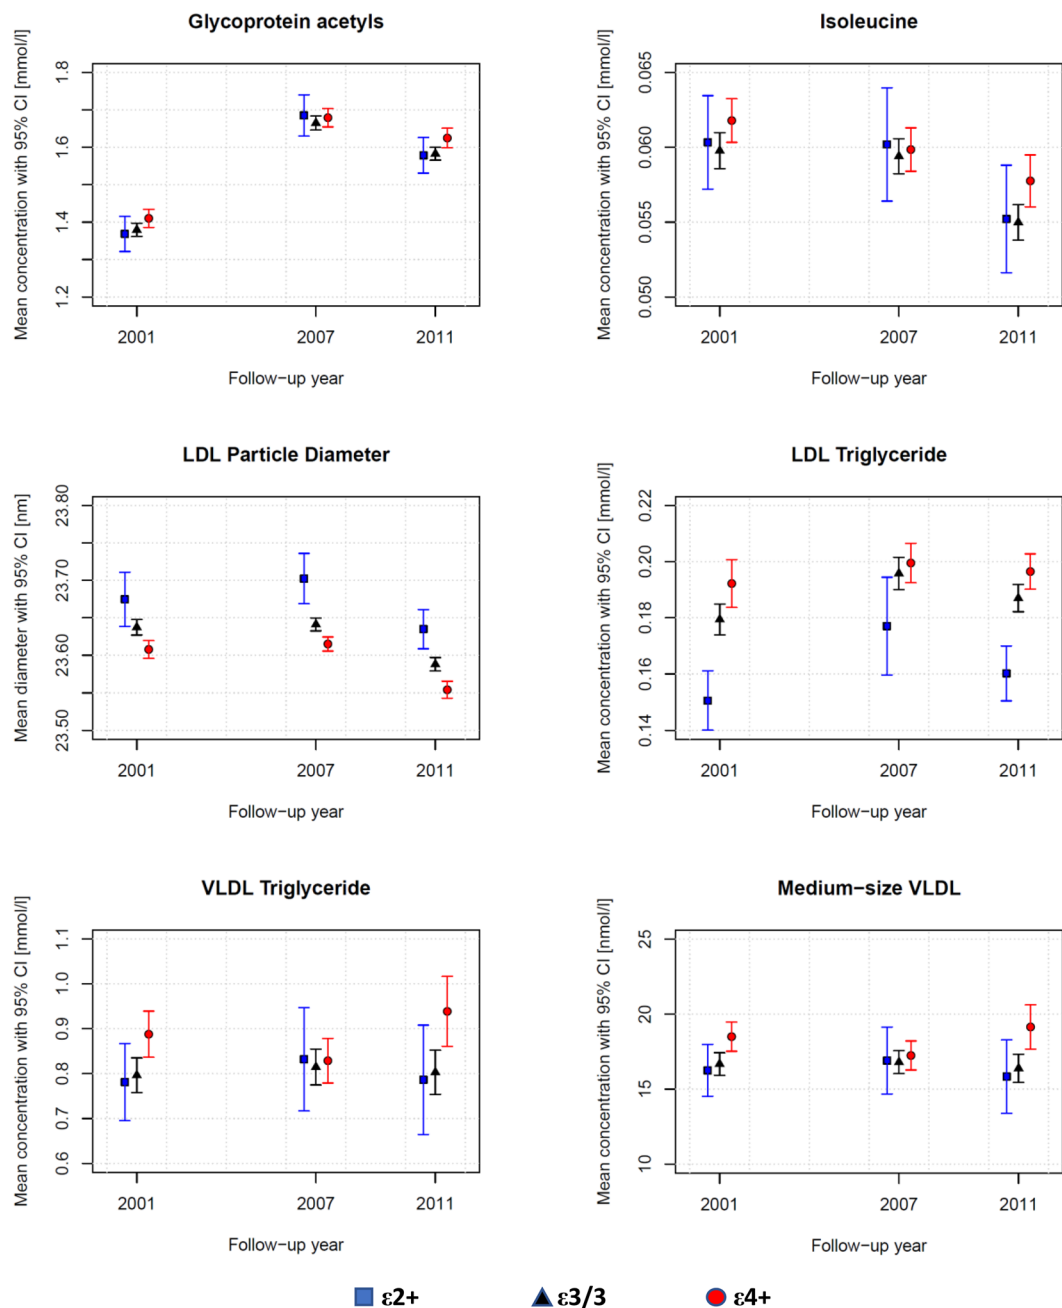 Glycoprotein acetyls
Mean concentration with 95% CI [mmol/l]
1.8
1.6
1.4
1.2
2001 2007 2011
Follow−up year
Isoleucine
Mean concentration with 95% CI [mmol/l]
0.065
0.060
0.055
0.050
2001 2007 2011
Follow−up year
LDL Particle Diameter
Mean diameter with 95% CI [nm]
23.80
23.70
23.60
23.50
2001 2007 2011
Follow−up year
LDL Triglyceride
Mean concentration with 95% CI [mmol/l]
0.22
0.20
0.18
0.16
0.14
2001 2007 2011
Follow−up year
VLDL Triglyceride
Mean concentration with 95% CI [mmol/l]
1.1
1.0
0.9
0.8
0.7
0.6
2001 2007 2011
Follow−up year
Medium−size VLDL
Mean concentration with 95% CI [nmol/l]
25
20
15
10
2001 2007 2011
Follow−up year
ε2+ ε3/3 ε4+